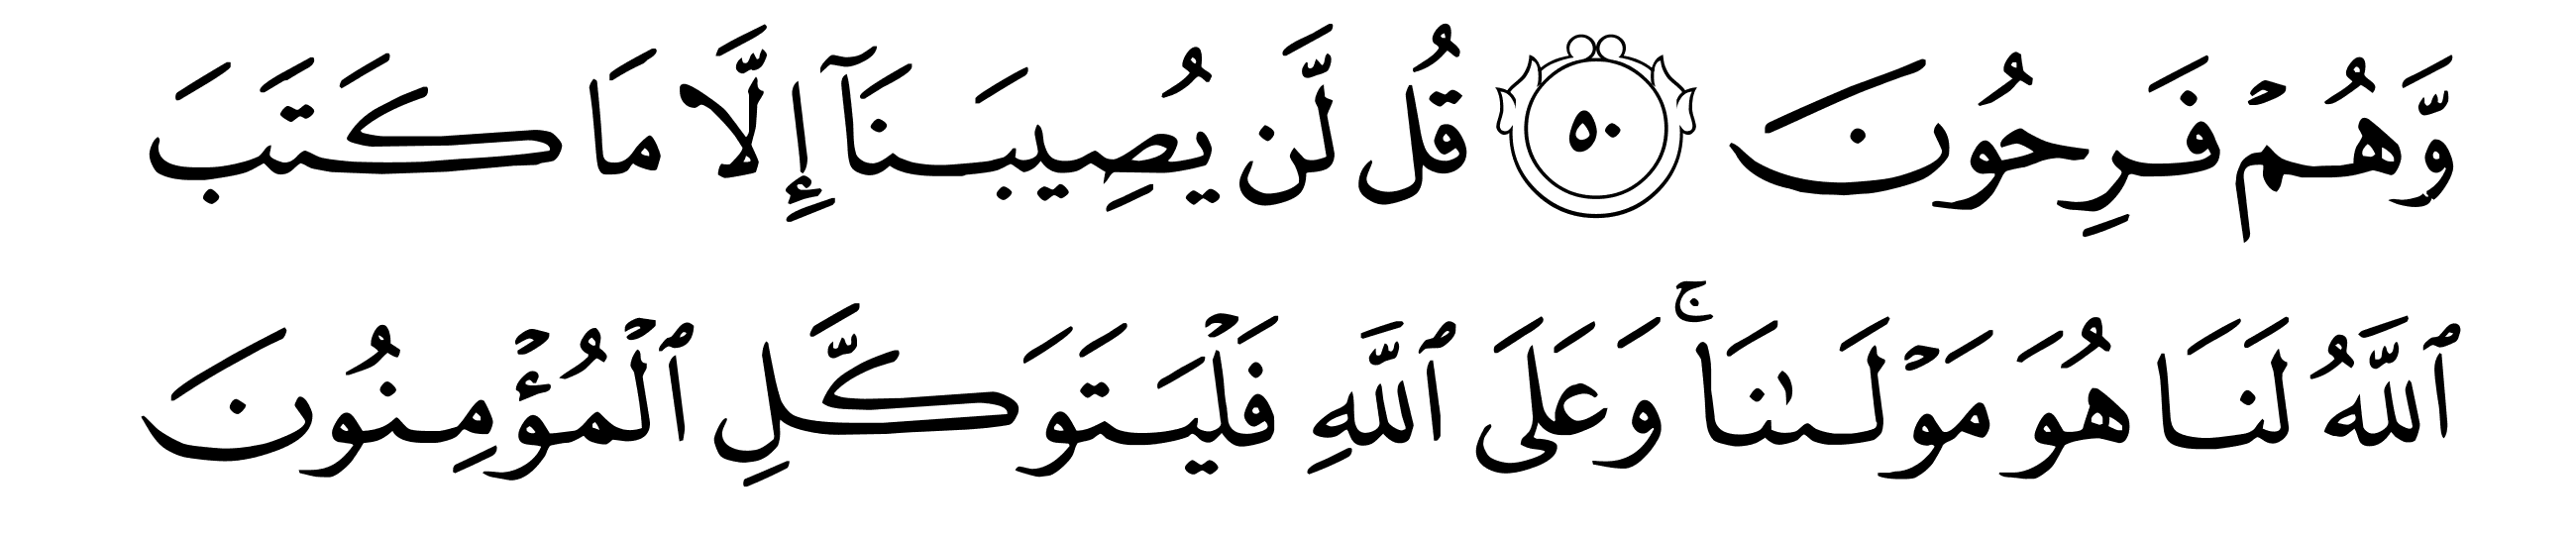 وَّهُمۡ فَرِحُونَ ٥٠ قُل لَّن يُصِيبَنَآ إِلَّا مَا كَتَبَ
ٱللَّهُ لَنَا هُوَ مَوۡلَىٰنَاۚ وَعَلَى ٱللَّهِ فَلۡيَتَوَكَّلِ ٱلۡمُؤۡمِنُونَ